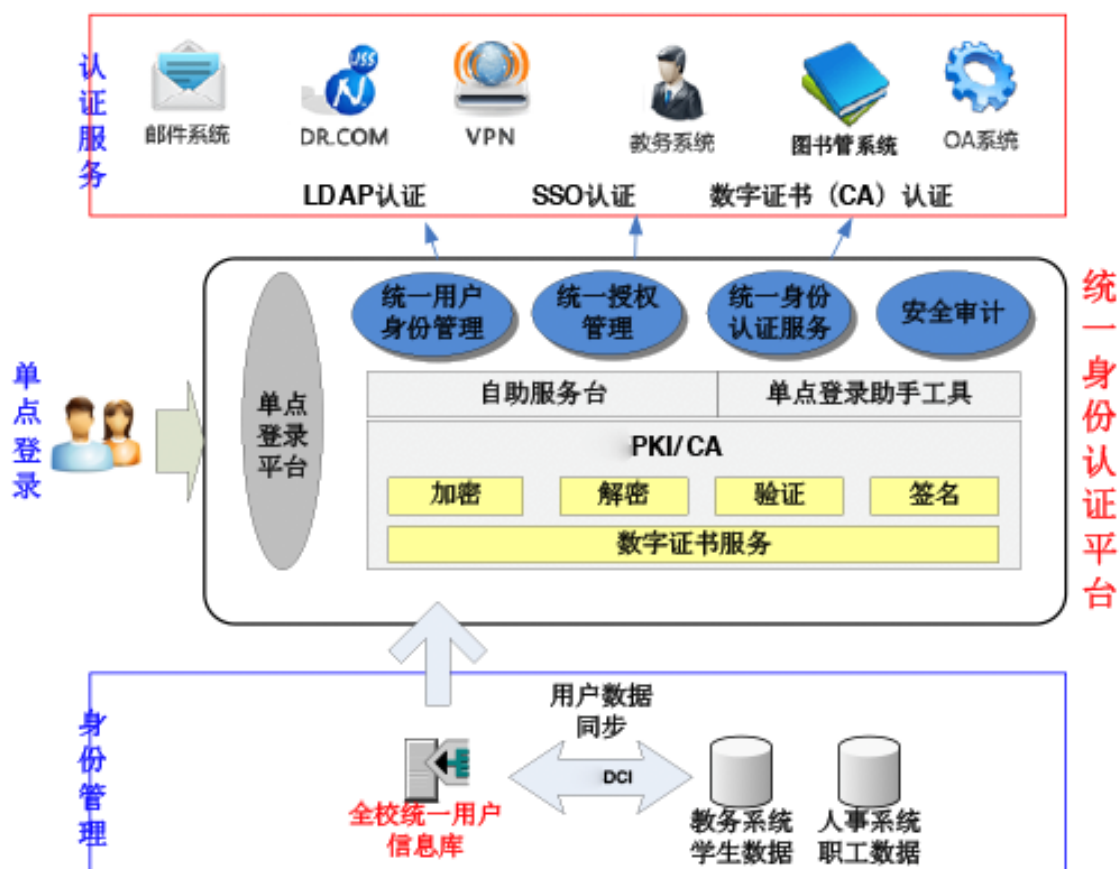 认证服务
邮件系统
USS
N.
DR.COM
VPN
教务系统
图书管系统
OA系统
LDAP认证
SSO认证
数字证书（CA）认证
单点登录
单点
登录
平台
统一用户
身份管理
统一授权
管理
统一身份
认证服务
安全审计
自助服务台
单点登录助手工具
PKI/CA
加密
解密
验证
签名
数字证书服务
统一身份认证平台
身份管理
用户数据
同步
DCI
全校统一用户
信息库
教务系统
学生数据
人事系统
职工数据